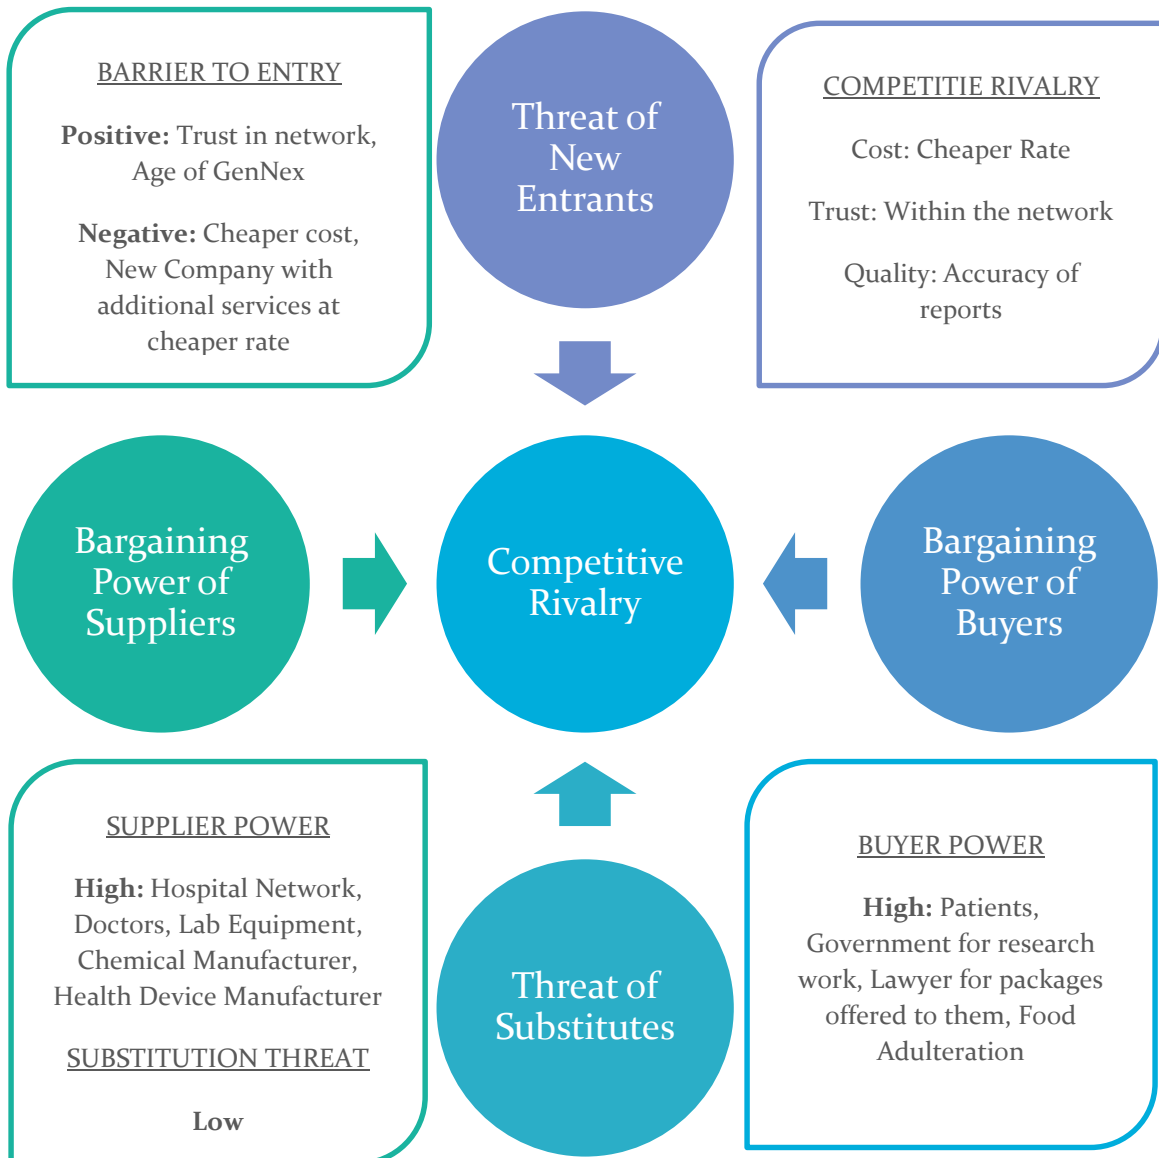 BARRIER TO ENTRY
Positive: Trust in network,
Age of GenNex
Negative: Cheaper cost,
New Company with
additional services at
cheaper rate
Threat of
New
Entrants
COMPETITIE RIVALRY
Cost: Cheaper Rate
Trust: Within the network
Quality: Accuracy of
reports
Bargaining
Power of
Suppliers
Competitive
Rivalry
Bargaining
Power of
Buyers
SUPPLIER POWER
High: Hospital Network,
Doctors, Lab Equipment,
Chemical Manufacturer,
Health Device Manufacturer
SUBSTITUTION THREAT
Low
Threat of
Substitutes
BUYER POWER
High: Patients,
Government for research
work, Lawyer for packages
offered to them, Food
Adulteration